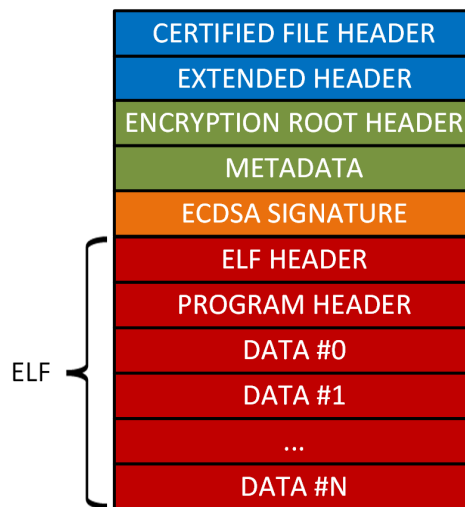 CERTIFIED FILE HEADER
EXTENDED HEADER
ENCRYPTION ROOT HEADER
METADATA
ECDSA SIGNATURE
ELF HEADER
PROGRAM HEADER
DATA #0
ELF
DATA #1
...
DATA #N